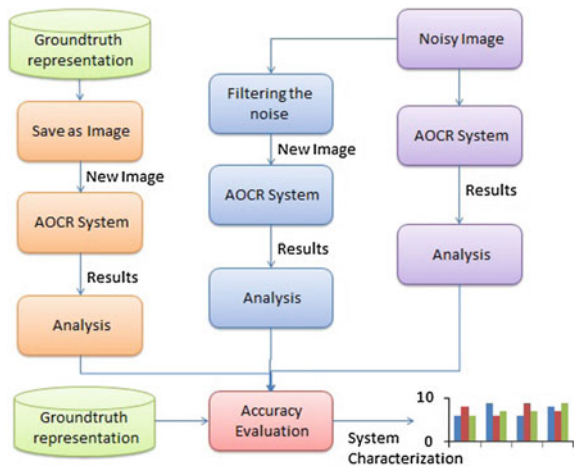 Groundtruth
representation
Noisy Image
Filtering the
noise
Save as Image
AOCR System
New Image
New Image
AOCR System
AOCR System
Results
Results
Results
Analysis
Analysis
Analysis
Groundtruth
representation
Accuracy
Evaluation
System
Characterization
10
0